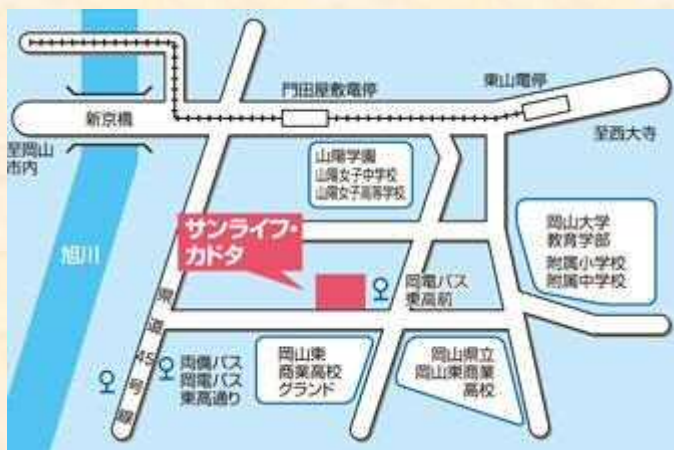 門田屋敷電停
東山電停
新京橋
至岡山
市内
至西大寺
山陽学園
山陽女子中学校
山陽女子高等学校
岡山大学
教育学部
附属小学校
附属中学校
サンライフ・
カドタ
旭川
岡電バス
東高前
県道45号線
両備バス
岡電バス
東高通り
岡山東
商業高校
グランド
岡山県立
岡山東商業
高校